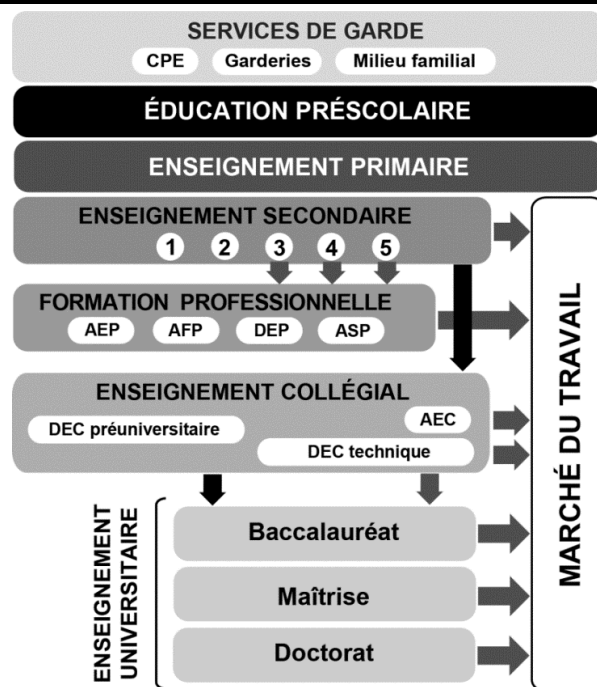 SERVICES DE GARDE
CPE Garderies Milieu familial
ÉDUCATION PRÉSCOLAIRE
ENSEIGNEMENT PRIMAIRE
ENSEIGNEMENT SECONDAIRE
1 2 3 4 5
FORMATION PROFESSIONNELLE
AEP AFP DEP ASP
ENSEIGNEMENT COLLÉGIAL
AEC
DEC préuniversitaire
DEC technique
ENSEIGNEMENT
UNIVERSITAIRE
Baccalauréat
Maîtrise
Doctorat
MARCHÉ DU TRAVAIL